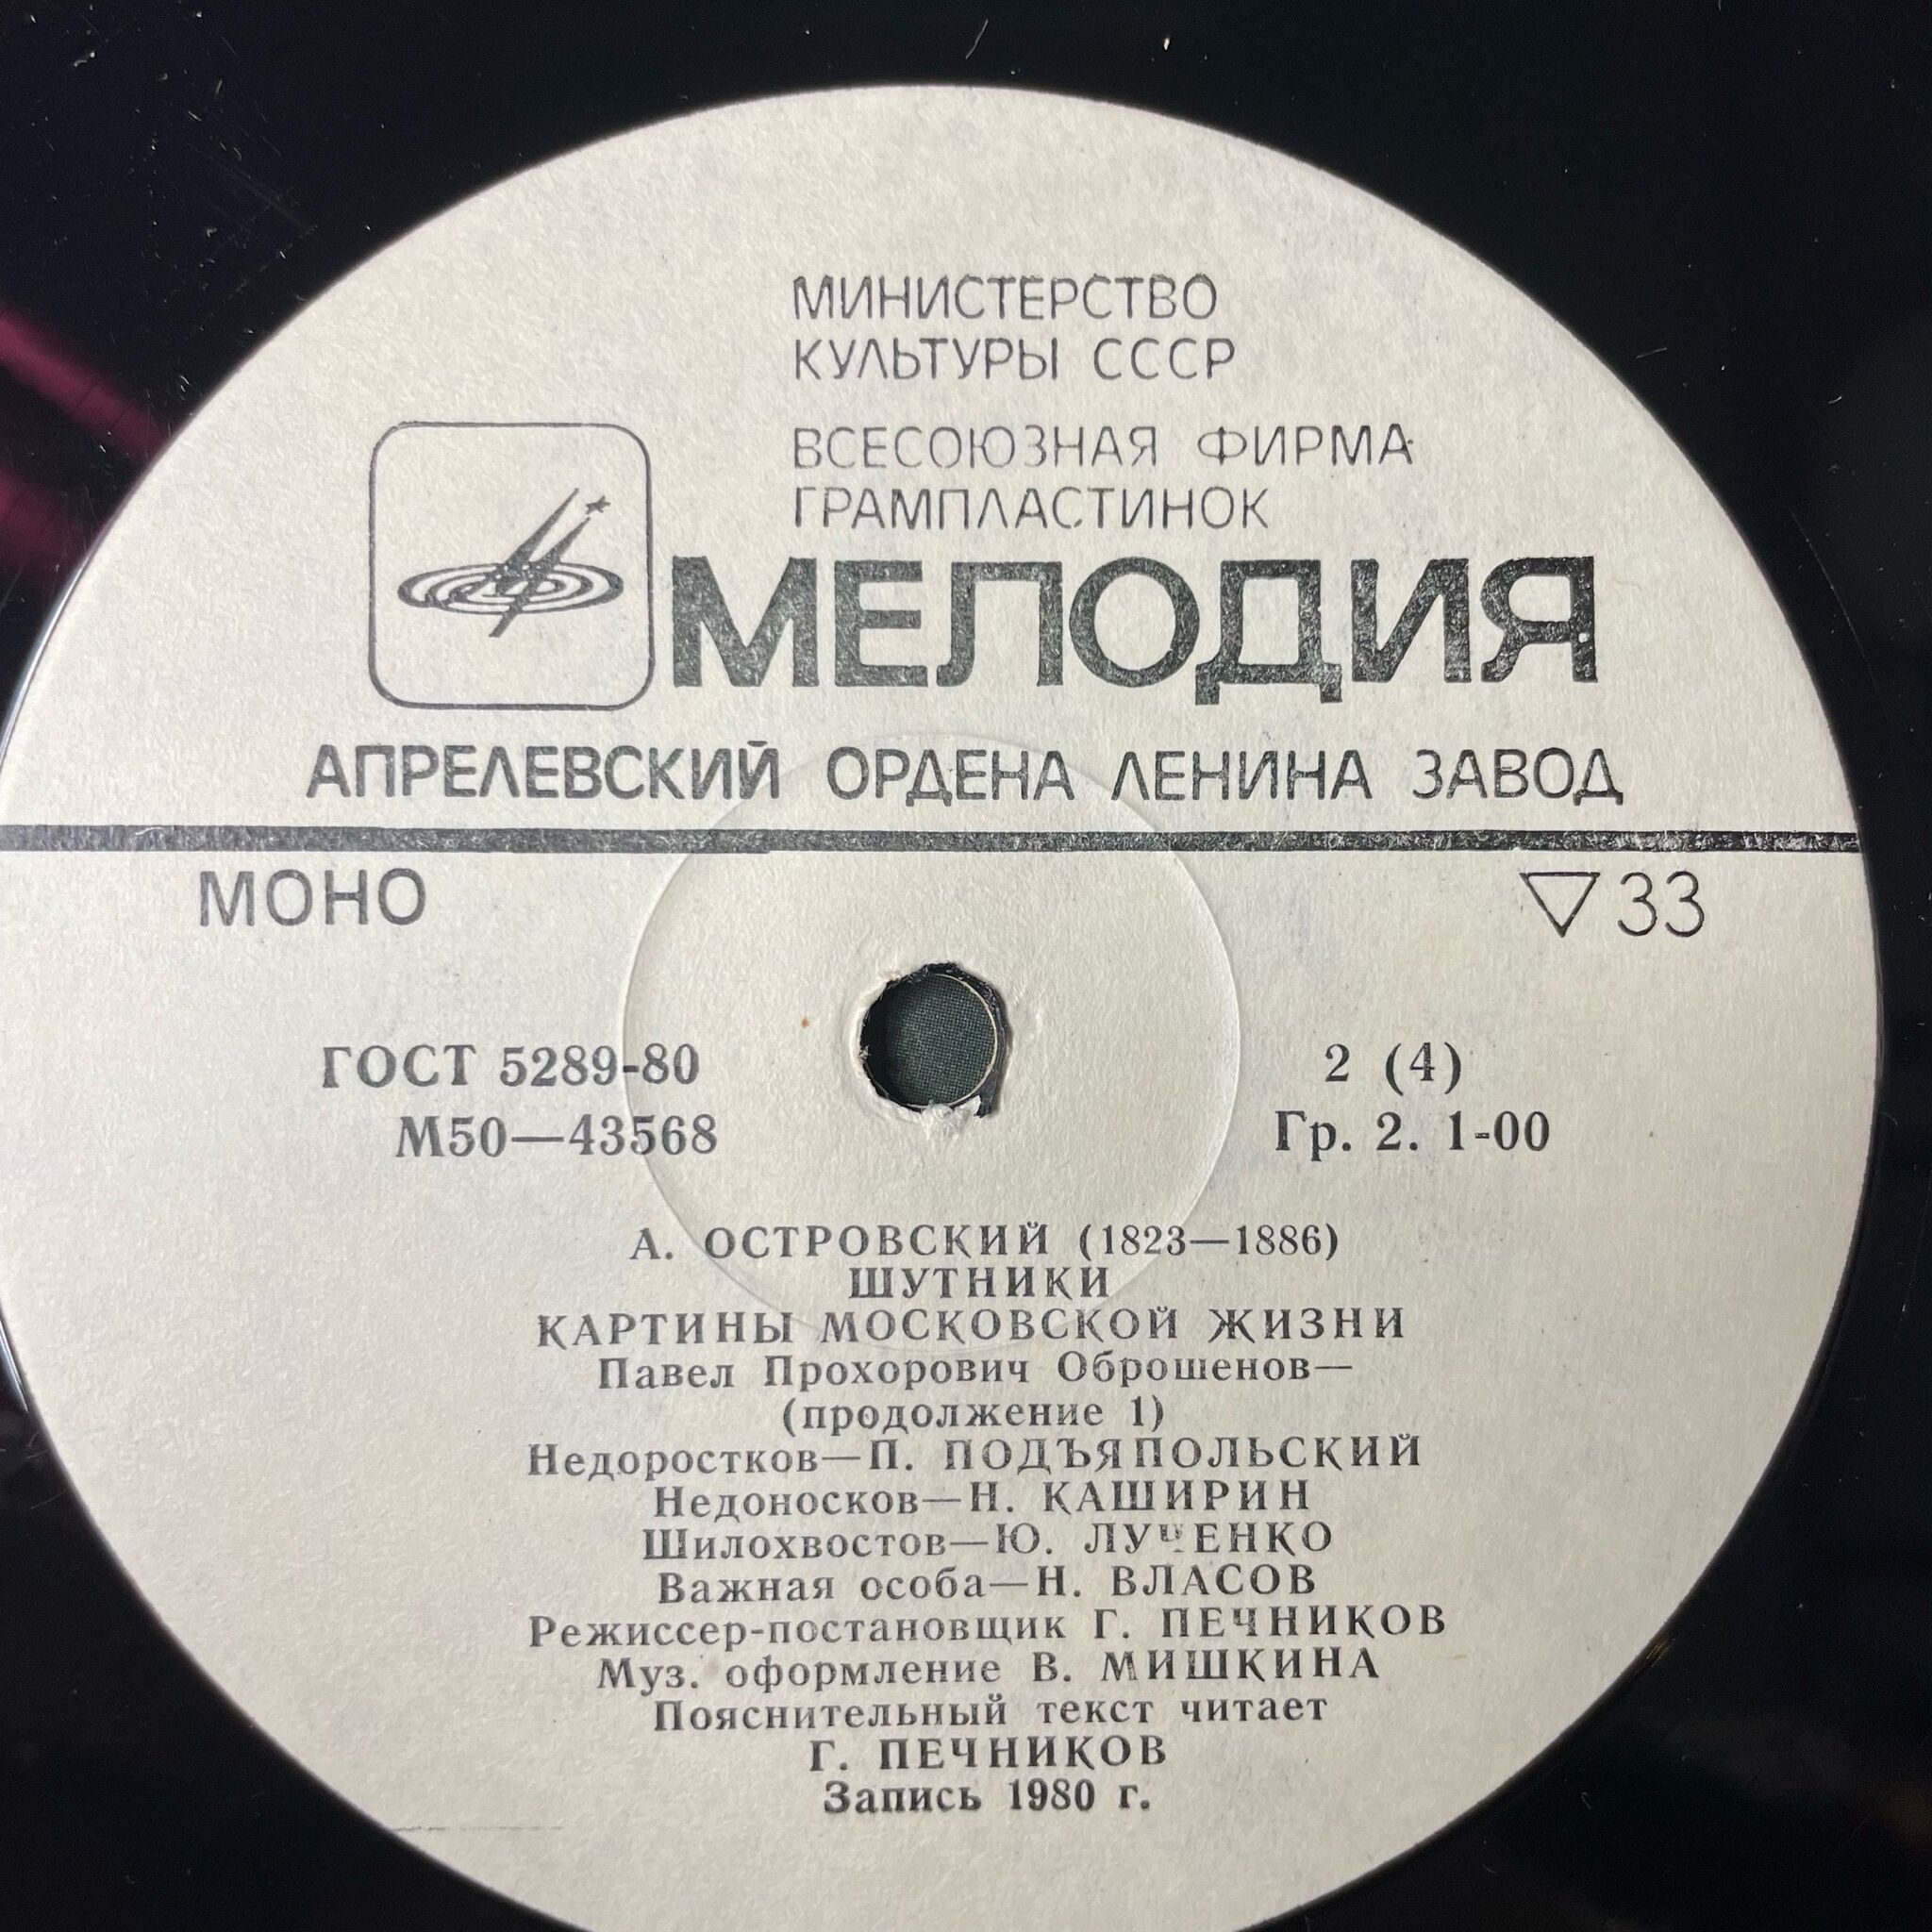 МИНИСТЕРСТВО
КУЛЬТУРЫ СССР
ВСЕСОЮЗНАЯ ФИРМА
ГРАМПЛАСТИНОК
МЕЛОДИЯ
АПРЕЛЕВСКИЙ ОРДЕНА ЛЕНИНА ЗАВОД
МОНО ▽ 33
ГОСТ 5289-80 2 (4)
М50—43568 Гр. 2. 1-00
А. ОСТРОВСКИЙ (1823—1886)
ШУТНИКИ
КАРТИНЫ МОСКОВСКОЙ ЖИЗНИ
Павел Прохорович Оброшенов—
(продолжение 1)
Недоростков—П. ПОДЪЯПОЛЬСКИЙ
Недоносков—Н. КАШИРИН
Шилохвостов—Ю. ЛУЧЕНКО
Важная особа—Н. ВЛАСОВ
Режиссер-постановщик Г. ПЕЧНИКОВ
Муз. оформление В. МИШКИНА
Пояснительный текст читает
Г. ПЕЧНИКОВ
Запись 1980 г.